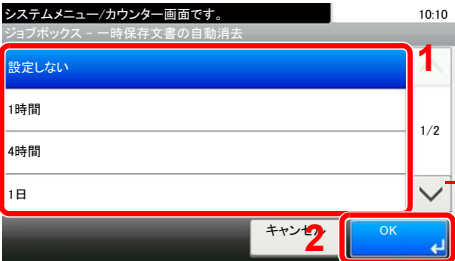 システムメニュー/カウンター画面です。 10:10
ジョブボックス - 一時保存文書の自動消去
設定しない
1
1時間
1/2
4時間
1日
キャンセル 2 OK